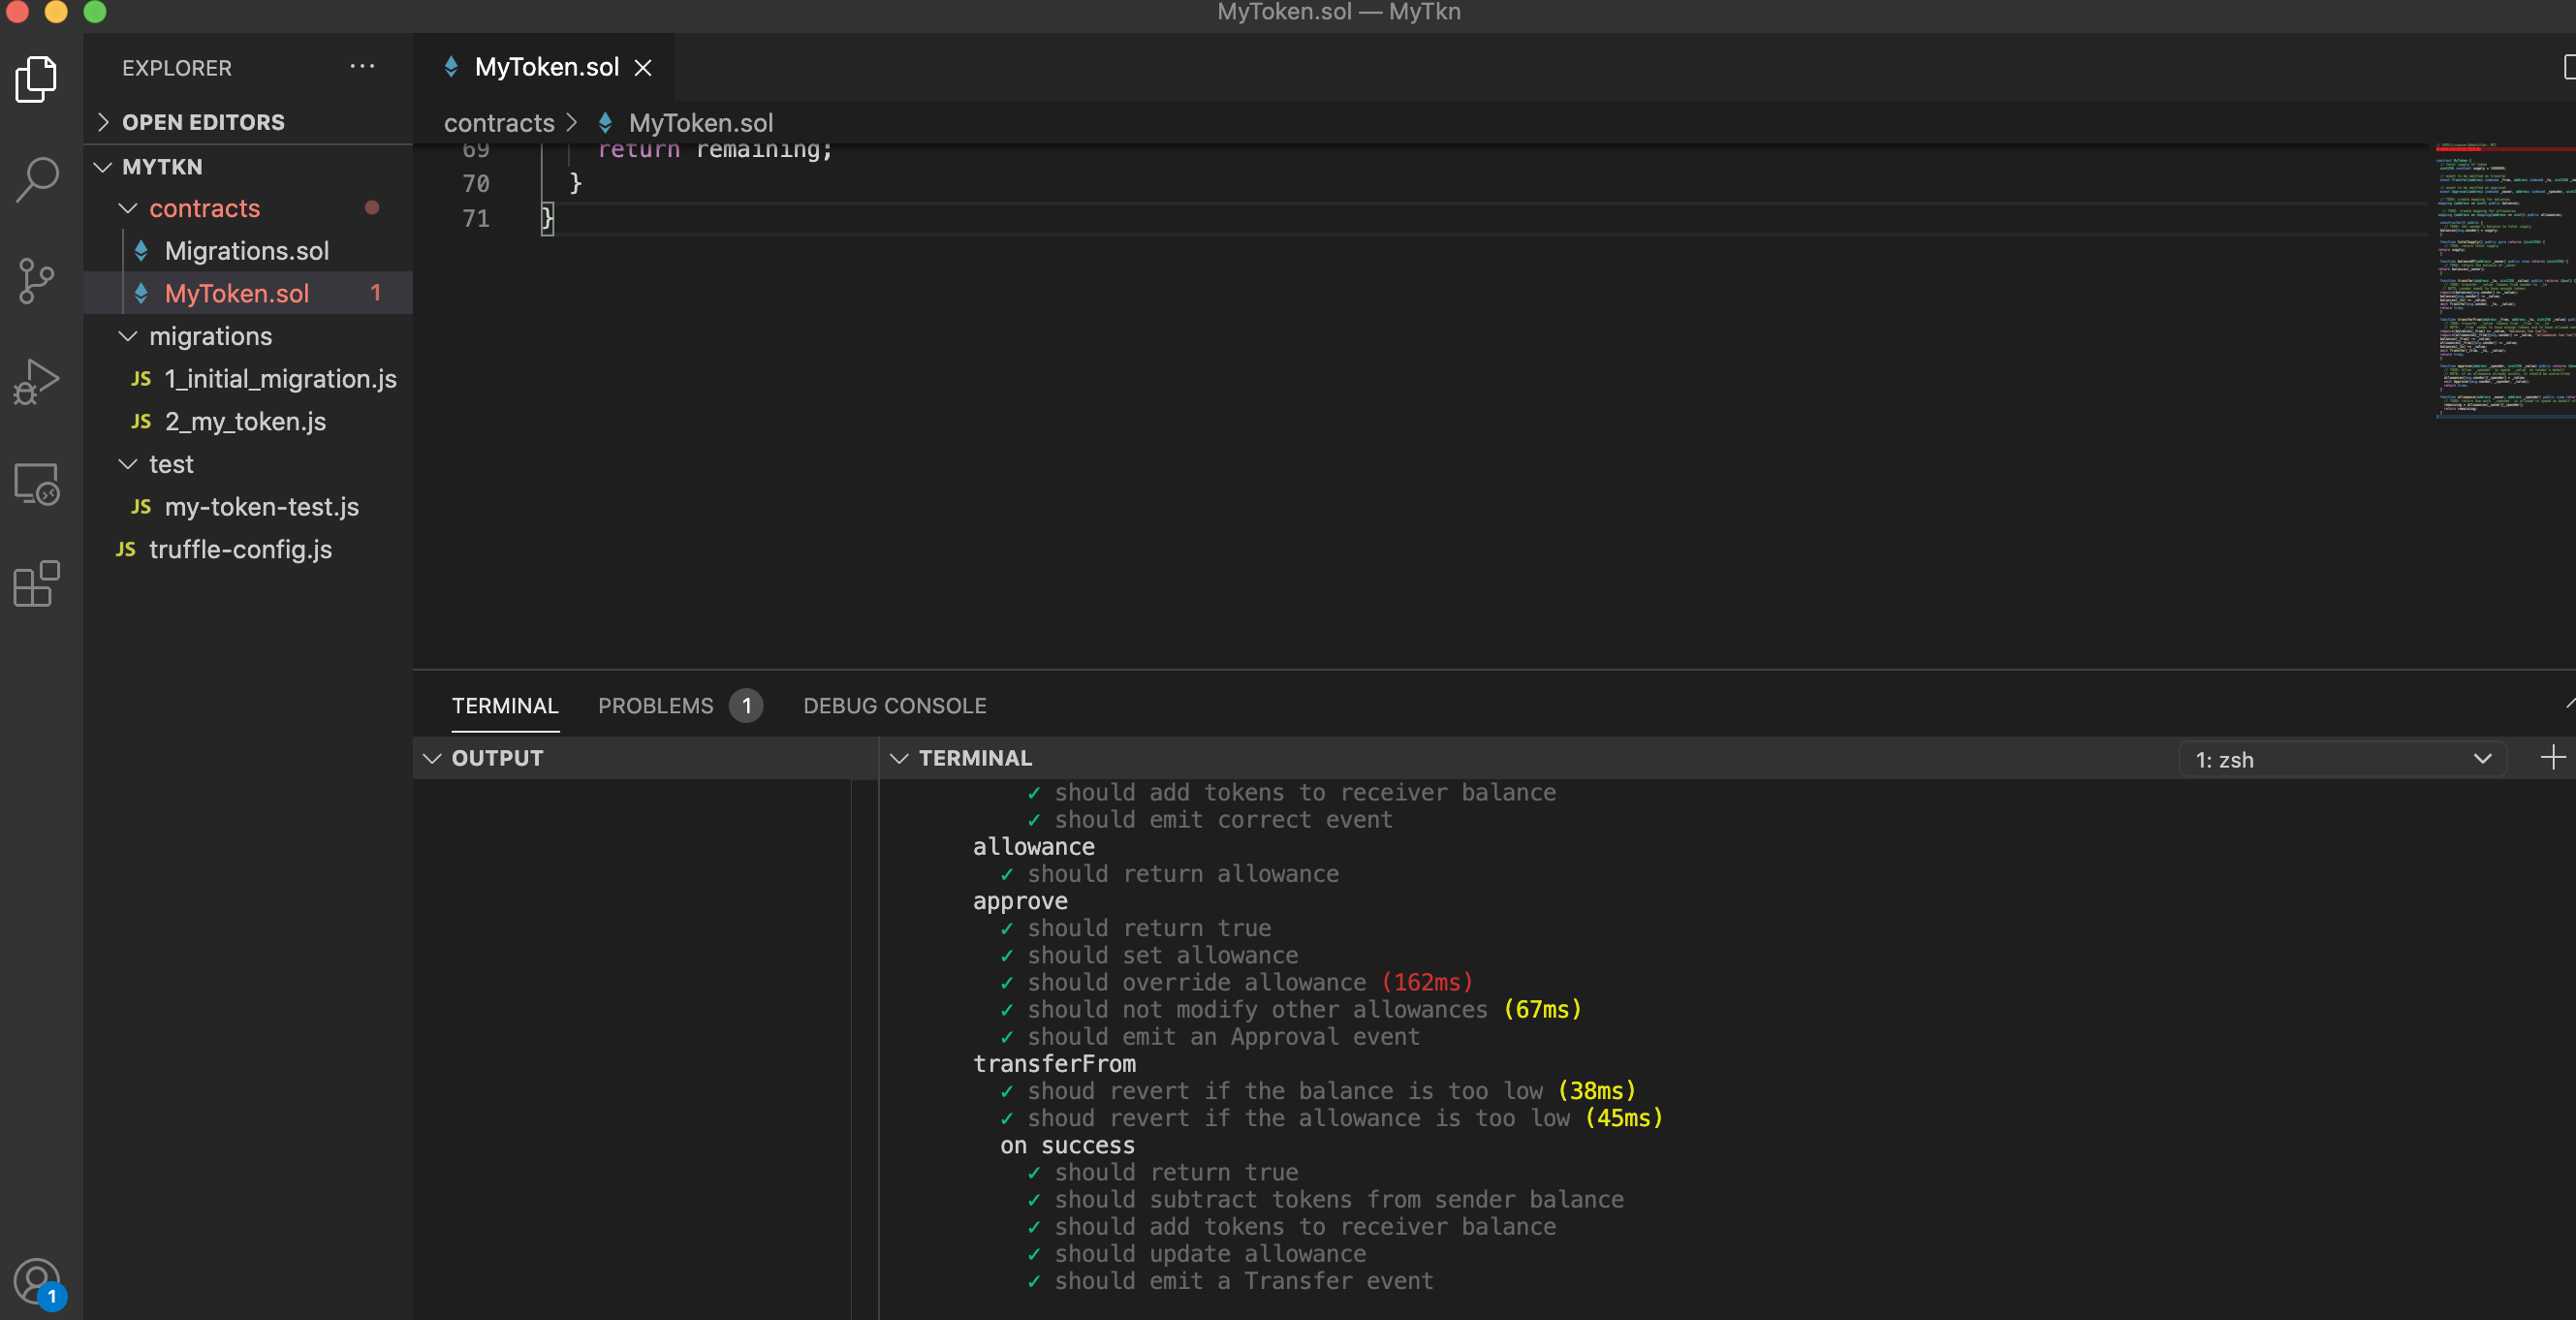 MyToken.sol — MyTkn
EXPLORER
OPEN EDITORS
MYTKN
contracts
Migrations.sol
MyToken.sol 1
migrations
JS 1_initial_migration.js
JS 2_my_token.js
test
JS my-token-test.js
JS truffle-config.js
1
MyToken.sol
contracts > MyToken.sol
69 return remaining;
70 }
71 }
TERMINAL PROBLEMS 1 DEBUG CONSOLE
OUTPUT
TERMINAL 1: zsh
✓ should add tokens to receiver balance
✓ should emit correct event
allowance
✓ should return allowance
approve
✓ should return true
✓ should set allowance
✓ should override allowance (162ms)
✓ should not modify other allowances (67ms)
✓ should emit an Approval event
transferFrom
✓ shoud revert if the balance is too low (38ms)
✓ shoud revert if the allowance is too low (45ms)
on success
✓ should return true
✓ should subtract tokens from sender balance
✓ should add tokens to receiver balance
✓ should update allowance
✓ should emit a Transfer event